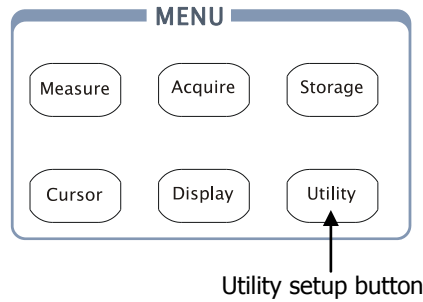 MENU
Measure Acquire Storage
Cursor Display Utility
Utility setup button